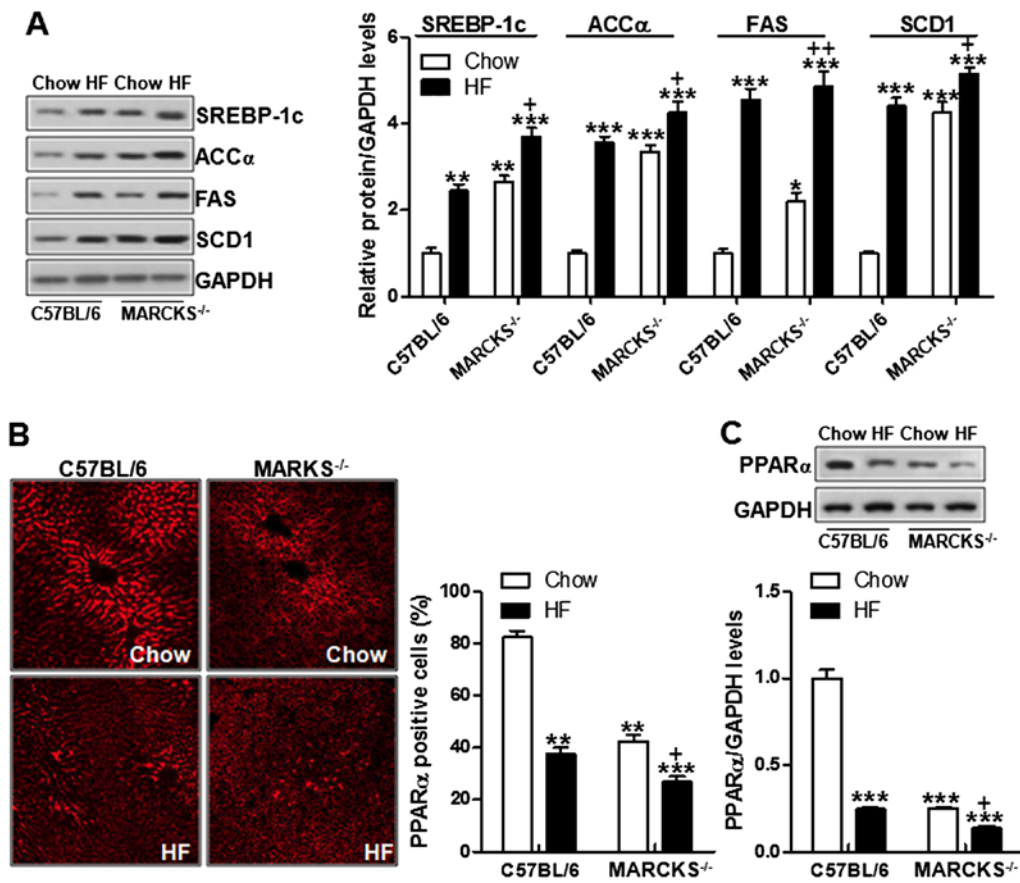 A
Chow HF Chow HF
SREBP-1c
ACCα
FAS
SCD1
GAPDH
C57BL/6 MARCKS-/-
SREBP-1c ACCα FAS SCD1
Chow
HF
Relative protein/GAPDH levels
6
4
2
0
** ** *** + *** *** *** + *** * *** ++ *** *** *** +
C57BL/6 MARCKS-/- C57BL/6 MARCKS-/- C57BL/6 MARCKS-/- C57BL/6 MARCKS-/-
B
C57BL/6 MARKS-/-
Chow Chow
HF HF
Chow
HF
PPARα positive cells (%)
100
80
60
40
20
0
** ** *** +
C57BL/6 MARCKS-/-
C
Chow HF Chow HF
PPARα
GAPDH
C57BL/6 MARCKS-/-
Chow
HF
PPARα/GAPDH levels
1.5
1.0
0.5
0.0
*** *** *** +
C57BL/6 MARCKS-/-